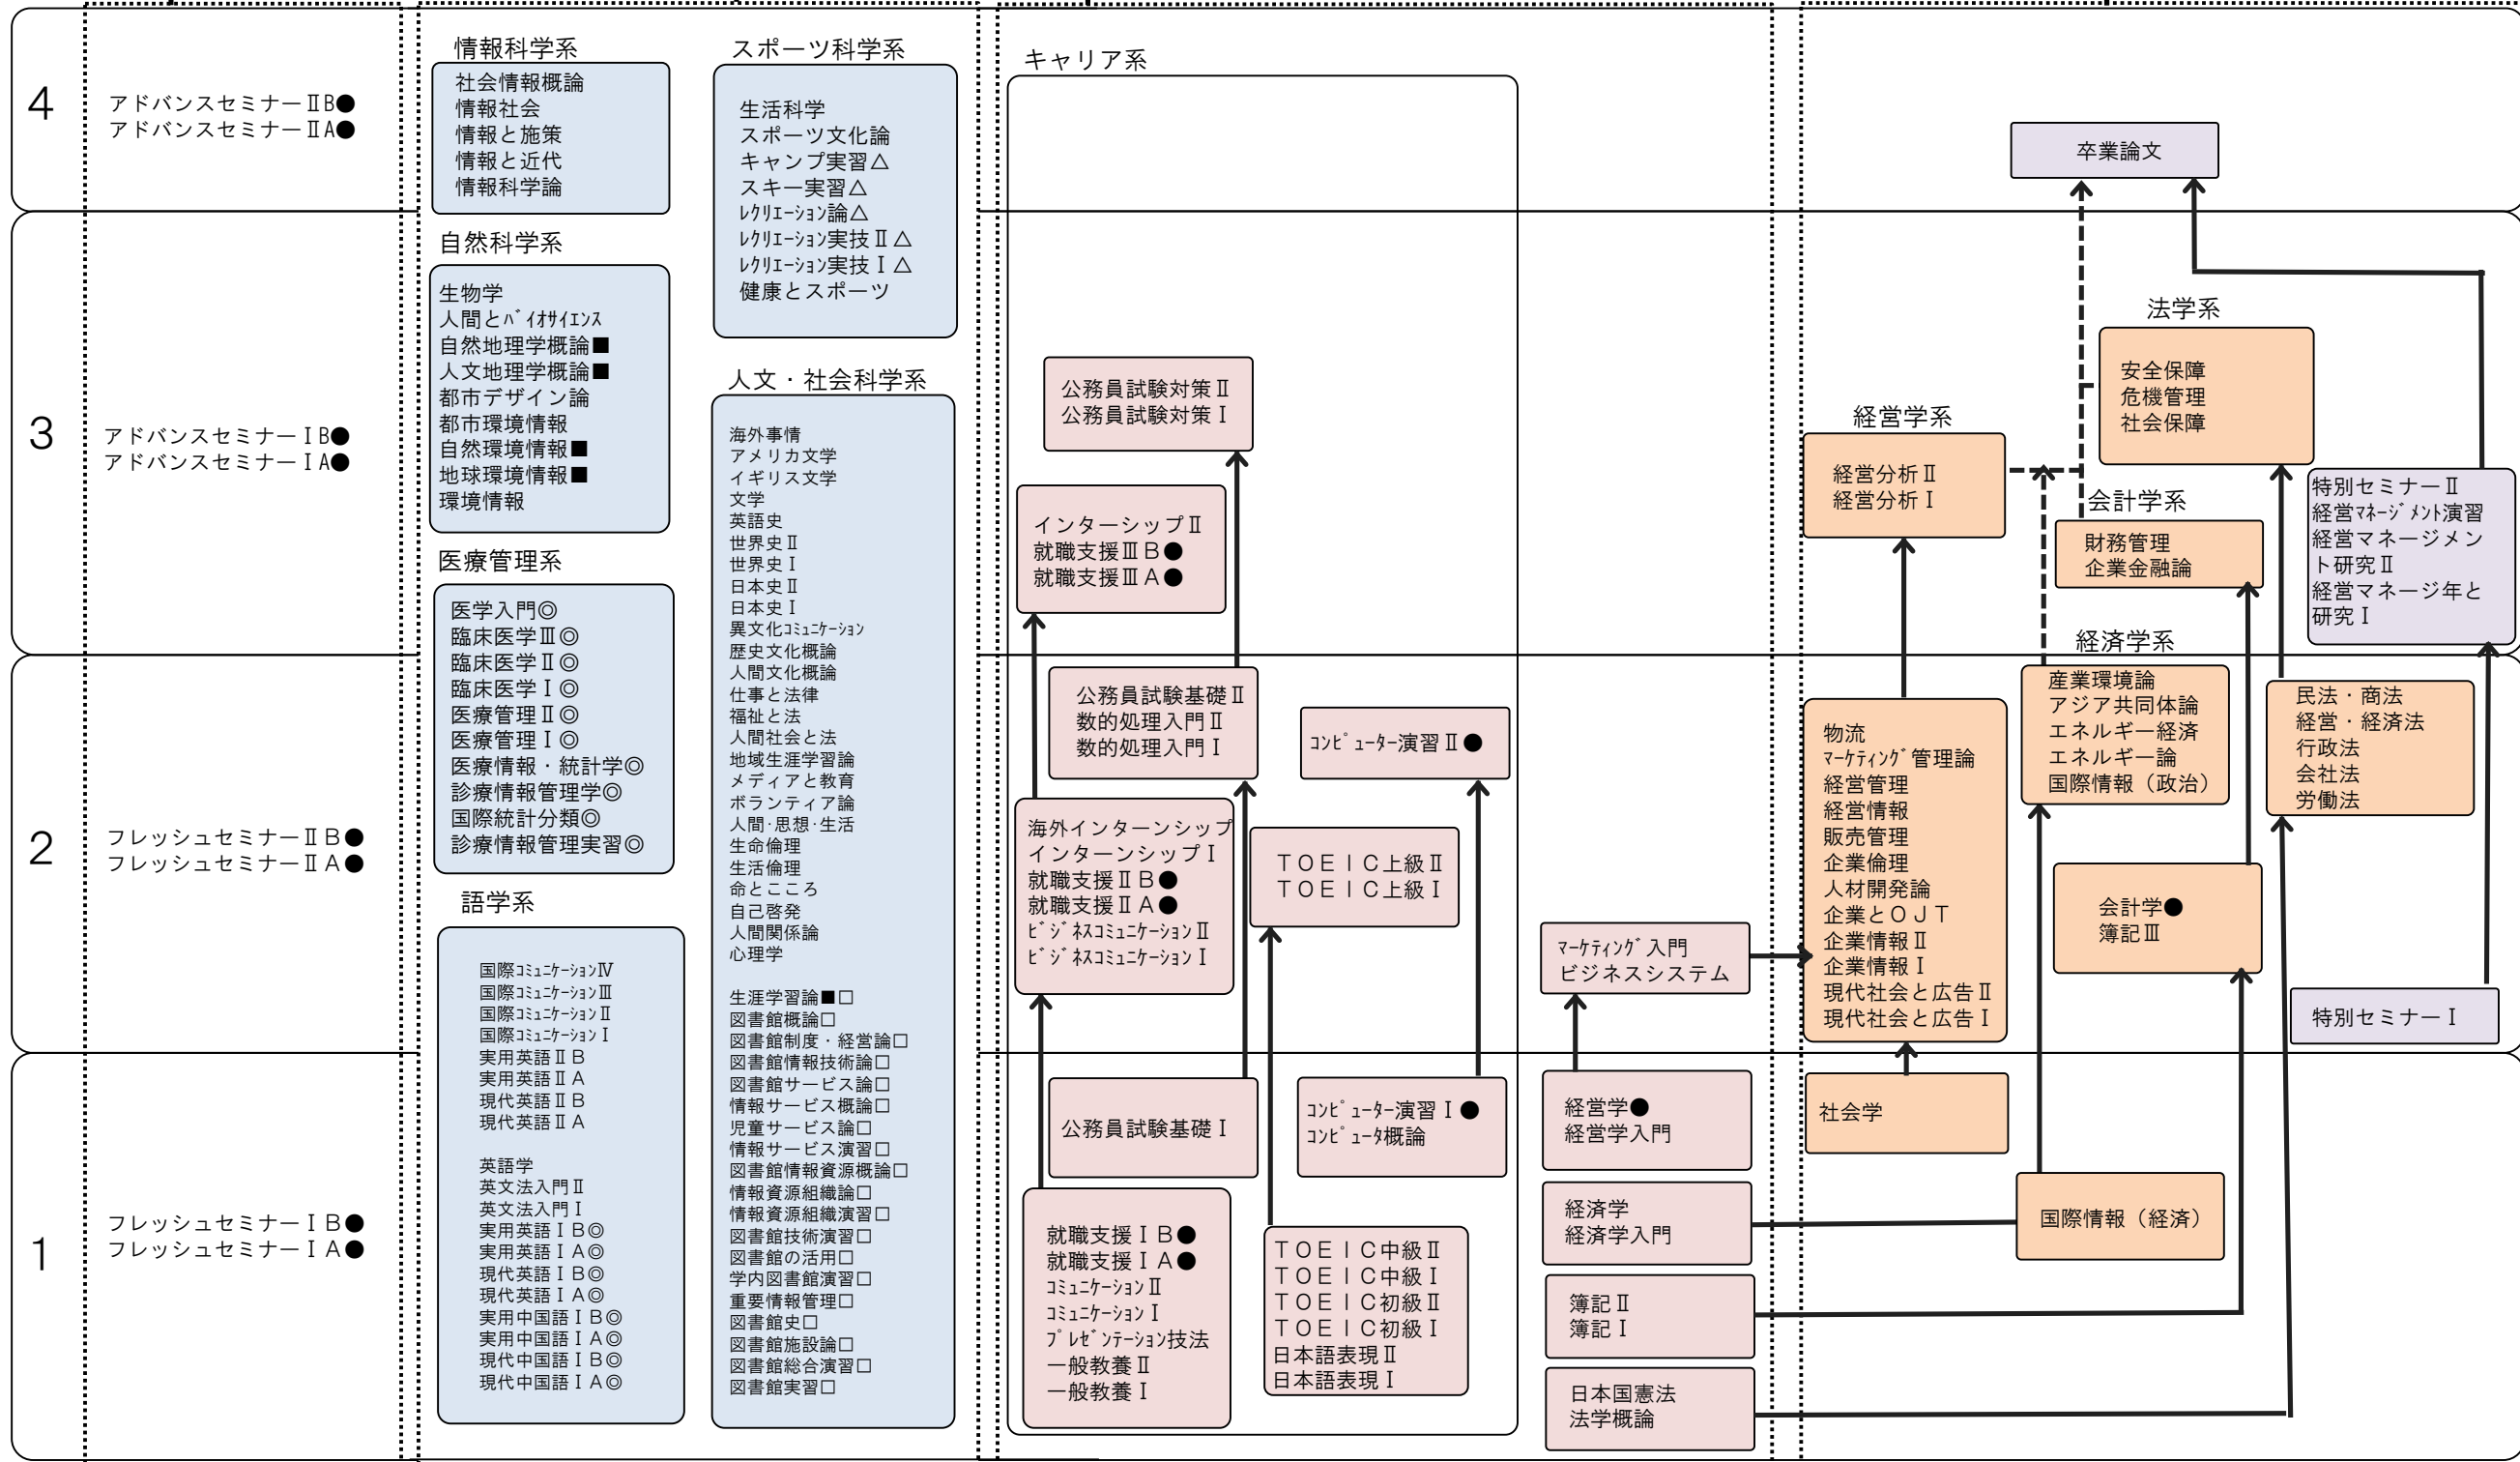 4
アドバンスセミナーⅡB●
アドバンスセミナーⅡA●
3
アドバンスセミナーⅠB●
アドバンスセミナーⅠA●
2
フレッシュセミナーⅡB●
フレッシュセミナーⅡA●
1
フレッシュセミナーⅠB●
フレッシュセミナーⅠA●
情報科学系
社会情報概論
情報社会
情報と施策
情報と近代
情報科学論
自然科学系
生物学
人間とバイオサイエンス
自然地理学概論■
人文地理学概論■
都市デザイン論
都市環境情報
自然環境情報■
地球環境情報■
環境情報
医療管理系
医学入門◎
臨床医学Ⅲ◎
臨床医学Ⅱ◎
臨床医学Ⅰ◎
医療管理Ⅱ◎
医療管理Ⅰ◎
医療情報・統計学◎
診療情報管理学◎
国際統計分類◎
診療情報管理実習◎
語学系
国際コミュニケーションⅣ
国際コミュニケーションⅢ
国際コミュニケーションⅡ
国際コミュニケーションⅠ
実用英語ⅡB
実用英語ⅡA
現代英語ⅡB
現代英語ⅡA
英語学
英文法入門Ⅱ
英文法入門Ⅰ
実用英語ⅠB◎
実用英語ⅠA◎
現代英語ⅠB◎
現代英語ⅠA◎
実用中国語ⅠB◎
実用中国語ⅠA◎
現代中国語ⅠB◎
現代中国語ⅠA◎
スポーツ科学系
生活科学
スポーツ文化論
キャンプ実習△
スキー実習△
レクリエーション論△
レクリエーション実技Ⅱ△
レクリエーション実技Ⅰ△
健康とスポーツ
人文・社会科学系
海外事情
アメリカ文学
イギリス文学
文学
英語史
世界史Ⅱ
世界史Ⅰ
日本史Ⅱ
日本史Ⅰ
異文化コミュニケーション
歴史文化概論
人間文化概論
仕事と法律
福祉と法
人間社会と法
地域生涯学習論
メディアと教育
ボランティア論
人間・思想・生活
生命倫理
生活倫理
命とこころ
自己啓発
人間関係論
心理学
生涯学習論■□
図書館概論□
図書館制度・経営論□
図書館情報技術論□
図書館サービス論□
情報サービス概論□
児童サービス論□
情報サービス演習□
図書館情報資源概論□
情報資源組織論□
情報資源組織演習□
図書館技術演習□
図書館の活用□
学内図書館演習□
重要情報管理□
図書館史□
図書館施設論□
図書館総合演習□
図書館実習□
キャリア系
公務員試験対策Ⅱ
公務員試験対策Ⅰ
インターシップⅡ
就職支援ⅢB●
就職支援ⅢA●
公務員試験基礎Ⅱ
数的処理入門Ⅱ
数的処理入門Ⅰ
コンピューター演習Ⅱ●
海外インターンシップ
インターンシップⅠ
就職支援ⅡB●
就職支援ⅡA●
ビジネスコミュニケーションⅡ
ビジネスコミュニケーションⅠ
TOEIC上級Ⅱ
TOEIC上級Ⅰ
公務員試験基礎Ⅰ
コンピューター演習Ⅰ●
コンピュータ概論
就職支援ⅠB●
就職支援ⅠA●
コミュニケーションⅡ
コミュニケーションⅠ
プレゼンテーション技法
一般教養Ⅱ
一般教養Ⅰ
TOEIC中級Ⅱ
TOEIC中級Ⅰ
TOEIC初級Ⅱ
TOEIC初級Ⅰ
日本語表現Ⅱ
日本語表現Ⅰ
マーケティング入門
ビジネスシステム
経営学●
経営学入門
経済学
経済学入門
簿記Ⅱ
簿記Ⅰ
日本国憲法
法学概論
卒業論文
法学系
安全保障
危機管理
社会保障
経営学系
経営分析Ⅱ
経営分析Ⅰ
会計学系
財務管理
企業金融論
特別セミナーⅡ
経営マネージメント演習
経営マネージメン
ト研究Ⅱ
経営マネージ年と
研究Ⅰ
経済学系
産業環境論
アジア共同体論
エネルギー経済
エネルギー論
国際情報（政治）
民法・商法
経営・経済法
行政法
会社法
労働法
物流
マーケティング管理論
経営管理
経営情報
販売管理
企業倫理
人材開発論
企業とOJT
企業情報Ⅱ
企業情報Ⅰ
現代社会と広告Ⅱ
現代社会と広告Ⅰ
会計学●
簿記Ⅲ
特別セミナーⅠ
社会学
国際情報（経済）